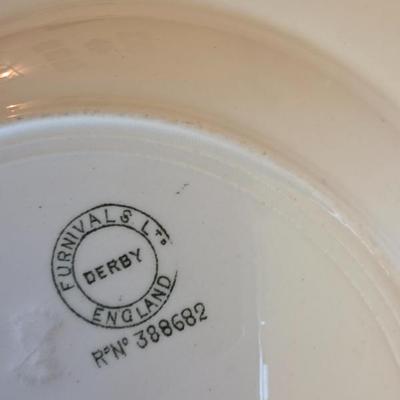 FURNIVALS LTD
DERBY
ENGLAND
RD No 388682